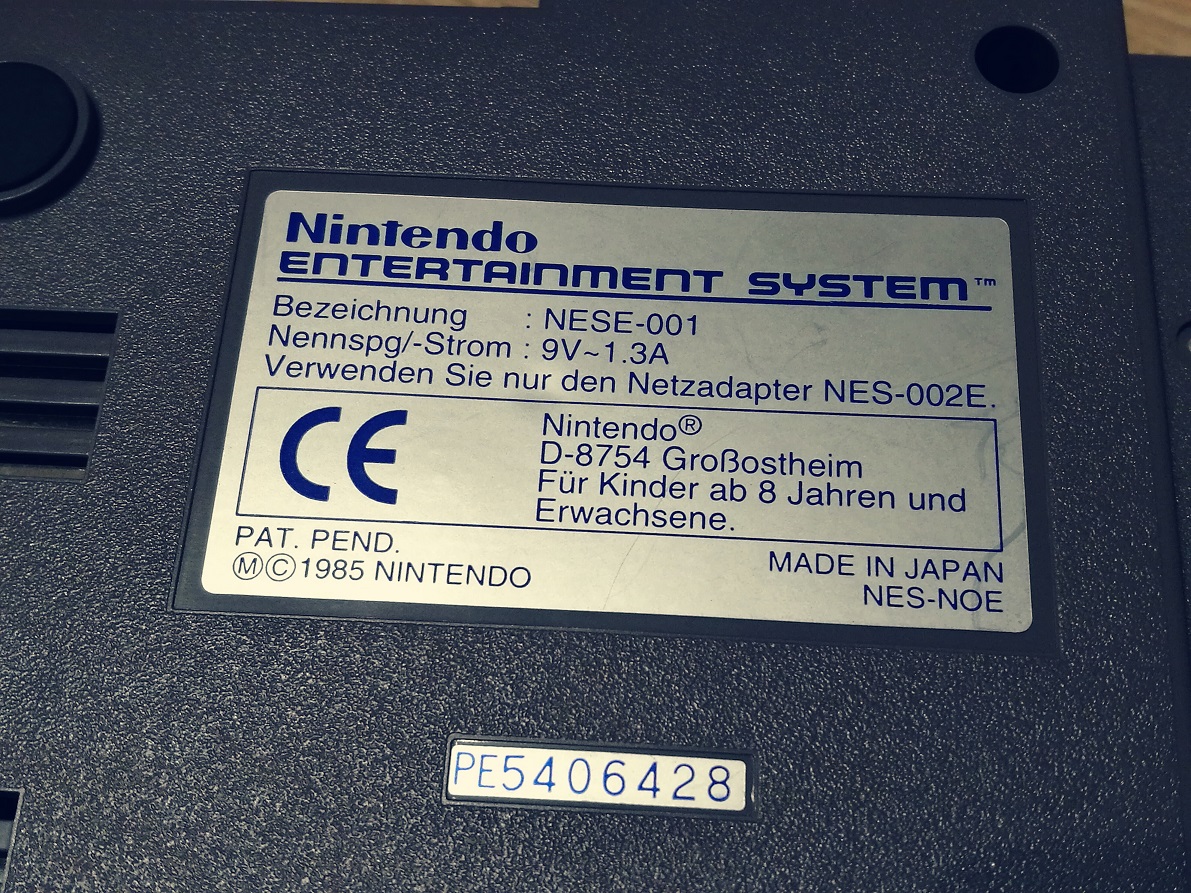 Nintendo
ENTERTAINMENT SYSTEM™
Bezeichnung : NESE-001
Nennspg/-Strom : 9V~1.3A
Verwenden Sie nur den Netzadapter NES-002E.
CE
Nintendo®
D-8754 Großostheim
Für Kinder ab 8 Jahren und
Erwachsene.
PAT. PEND.
Ⓜ©1985 NINTENDO
MADE IN JAPAN
NES-NOE
PE5406428